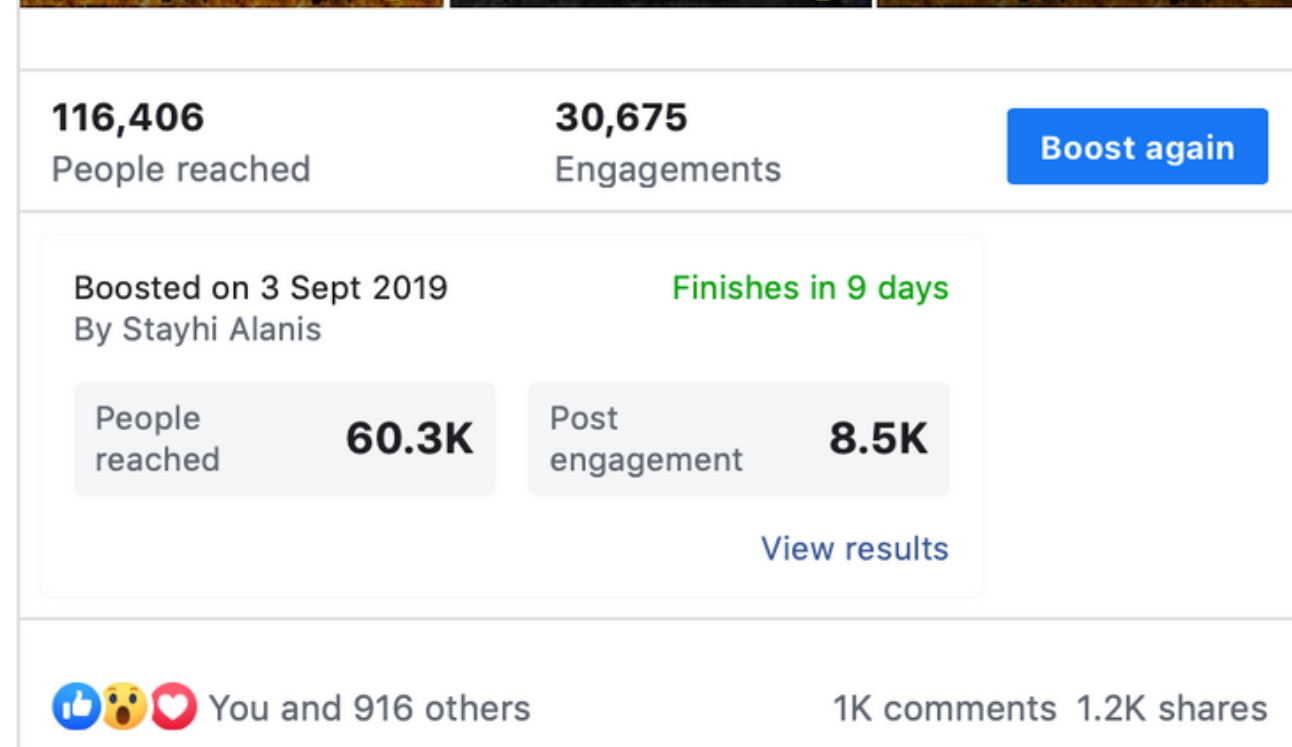 116,406
People reached
30,675
Engagements
Boost again
Boosted on 3 Sept 2019
Finishes in 9 days
By Stayhi Alanis
People
reached
60.3K
Post
engagement
8.5K
View results
You and 916 others
1K comments 1.2K shares